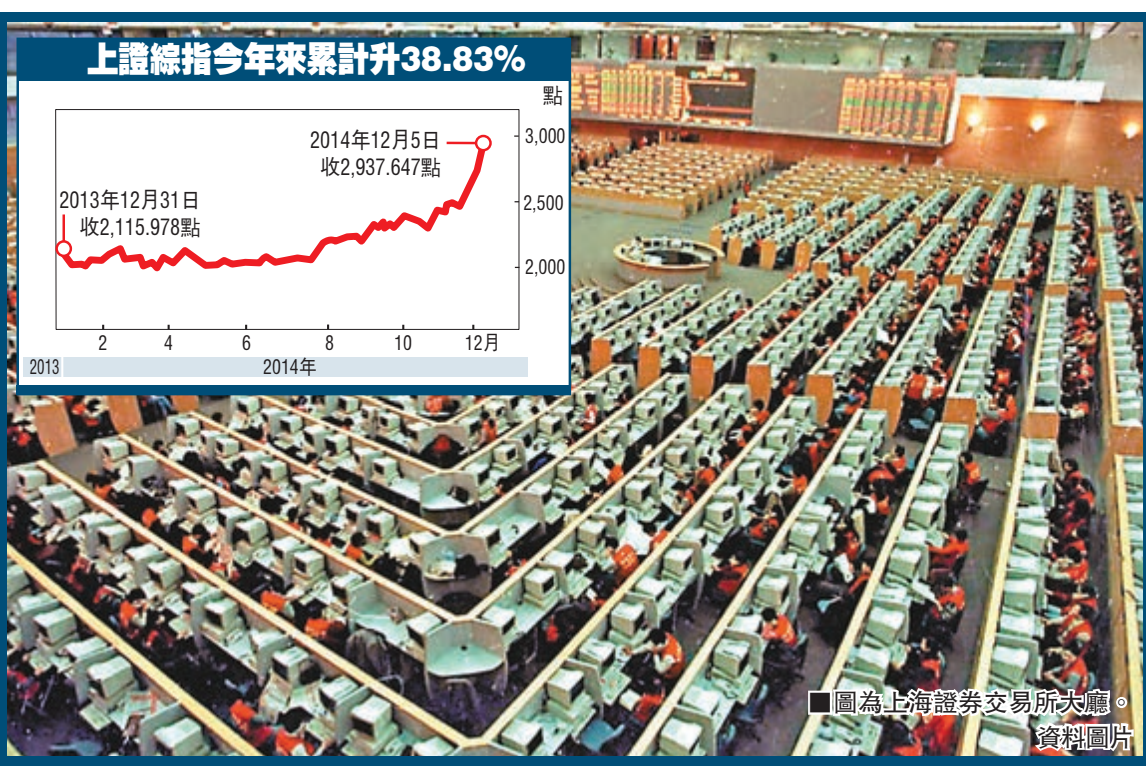 上證綜指今年來累計升38.83%
點
2014年12月5日
收2,937.647點
3,000
2013年12月31日
收2,115.978點
2,500
2,000
2 4 6 8 10 12月
2013 2014年
■圖為上海證券交易所大廳。
資料圖片